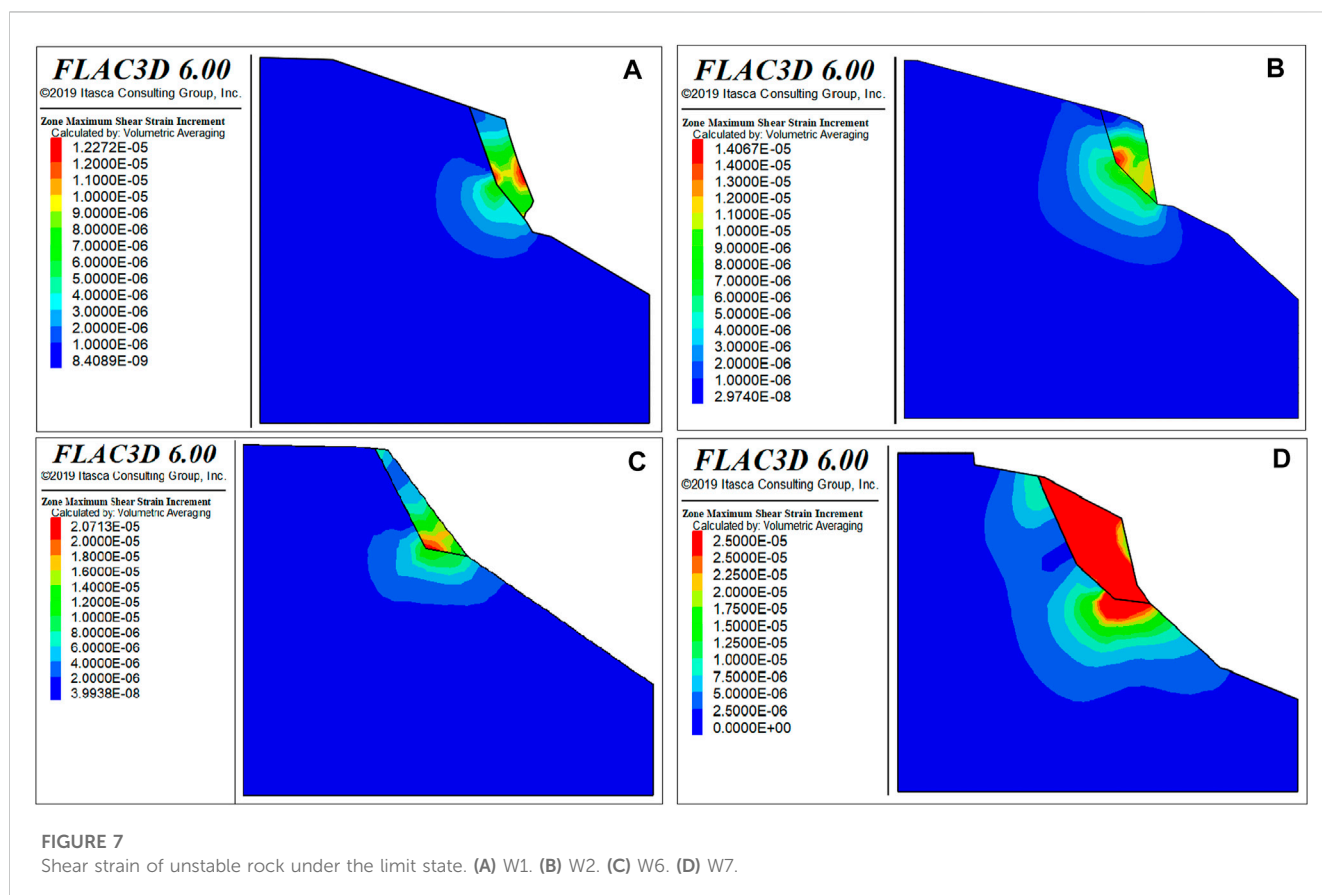 FLAC3D 6.00
©2019 Itasca Consulting Group, Inc.
Zone Maximum Shear Strain Increment
Calculated by: Volumetric Averaging
1.2272E-05
1.2000E-05
1.1000E-05
1.0000E-05
9.0000E-06
8.0000E-06
7.0000E-06
6.0000E-06
5.0000E-06
4.0000E-06
3.0000E-06
2.0000E-06
1.0000E-06
8.4089E-09
A
FLAC3D 6.00
©2019 Itasca Consulting Group, Inc.
Zone Maximum Shear Strain Increment
Calculated by: Volumetric Averaging
1.4067E-05
1.4000E-05
1.3000E-05
1.2000E-05
1.1000E-05
1.0000E-05
9.0000E-06
8.0000E-06
7.0000E-06
6.0000E-06
5.0000E-06
4.0000E-06
3.0000E-06
2.0000E-06
1.0000E-06
2.9740E-08
B
FLAC3D 6.00
©2019 Itasca Consulting Group, Inc.
Zone Maximum Shear Strain Increment
Calculated by: Volumetric Averaging
2.0713E-05
2.0000E-05
1.8000E-05
1.6000E-05
1.4000E-05
1.2000E-05
1.0000E-05
8.0000E-06
6.0000E-06
4.0000E-06
2.0000E-06
3.9938E-08
C
FLAC3D 6.00
©2019 Itasca Consulting Group, Inc.
Zone Maximum Shear Strain Increment
Calculated by: Volumetric Averaging
2.5000E-05
2.5000E-05
2.2500E-05
2.0000E-05
1.7500E-05
1.5000E-05
1.2500E-05
1.0000E-05
7.5000E-06
5.0000E-06
2.5000E-06
0.0000E+00
D
FIGURE 7
Shear strain of unstable rock under the limit state. (A) W1. (B) W2. (C) W6. (D) W7.